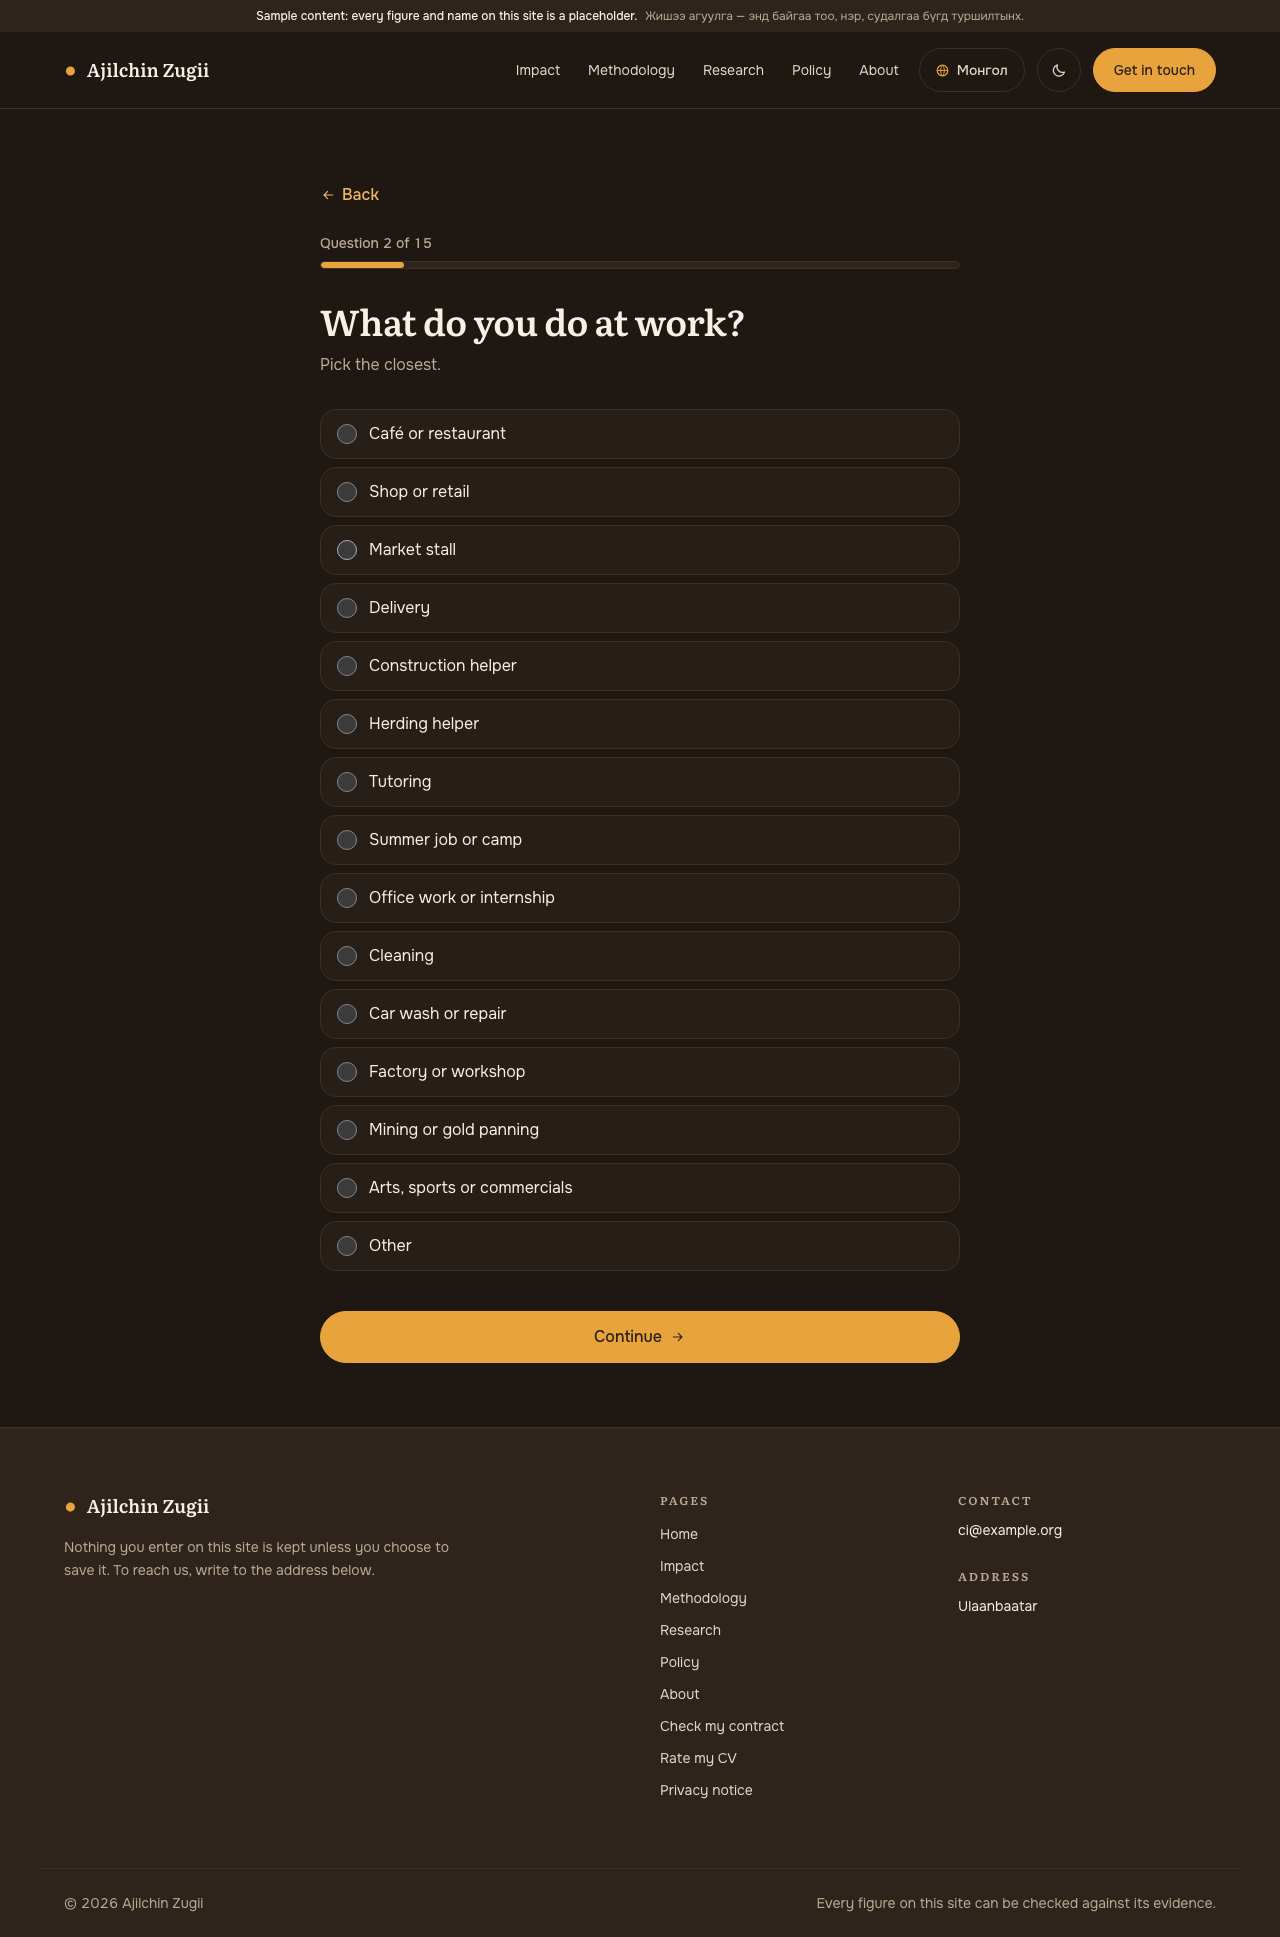 Sample content: every figure and name on this site is a placeholder. Жишээ агуулга — энд байгаа тоо, нэр, судалгаа бүгд туршилтынх.
Ajilchin Zugii
Impact
Methodology
Research
Policy
About
Монгол
Get in touch
← Back
Question 2 of 15
What do you do at work?
Pick the closest.
Café or restaurant
Shop or retail
Market stall
Delivery
Construction helper
Herding helper
Tutoring
Summer job or camp
Office work or internship
Cleaning
Car wash or repair
Factory or workshop
Mining or gold panning
Arts, sports or commercials
Other
Continue →
Ajilchin Zugii
Nothing you enter on this site is kept unless you choose to
save it. To reach us, write to the address below.
PAGES
Home
Impact
Methodology
Research
Policy
About
Check my contract
Rate my CV
Privacy notice
CONTACT
ci@example.org
ADDRESS
Ulaanbaatar
© 2026 Ajilchin Zugii
Every figure on this site can be checked against its evidence.